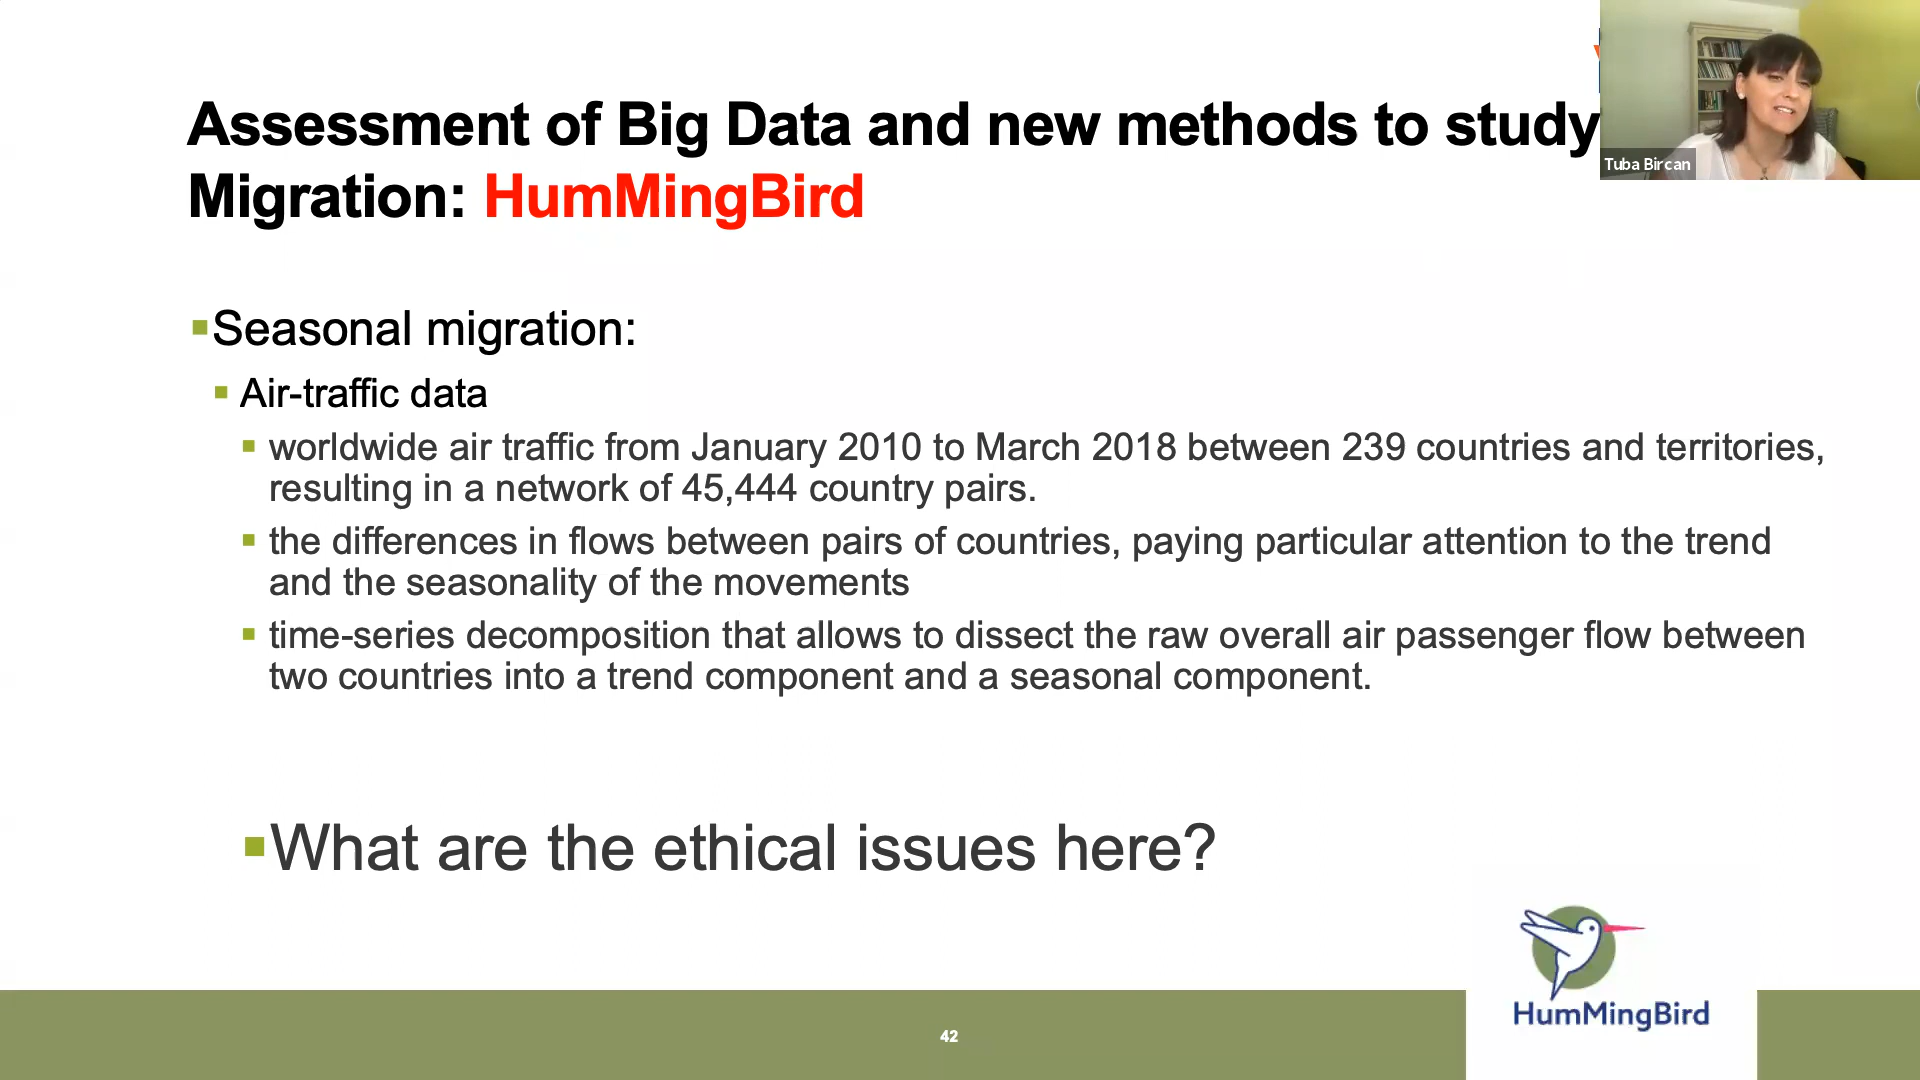 Assessment of Big Data and new methods to study
Migration: HumMingBird
Tuba Bircan
Seasonal migration:
Air-traffic data
worldwide air traffic from January 2010 to March 2018 between 239 countries and territories,
resulting in a network of 45,444 country pairs.
the differences in flows between pairs of countries, paying particular attention to the trend
and the seasonality of the movements
time-series decomposition that allows to dissect the raw overall air passenger flow between
two countries into a trend component and a seasonal component.
What are the ethical issues here?
HumMingBird
42